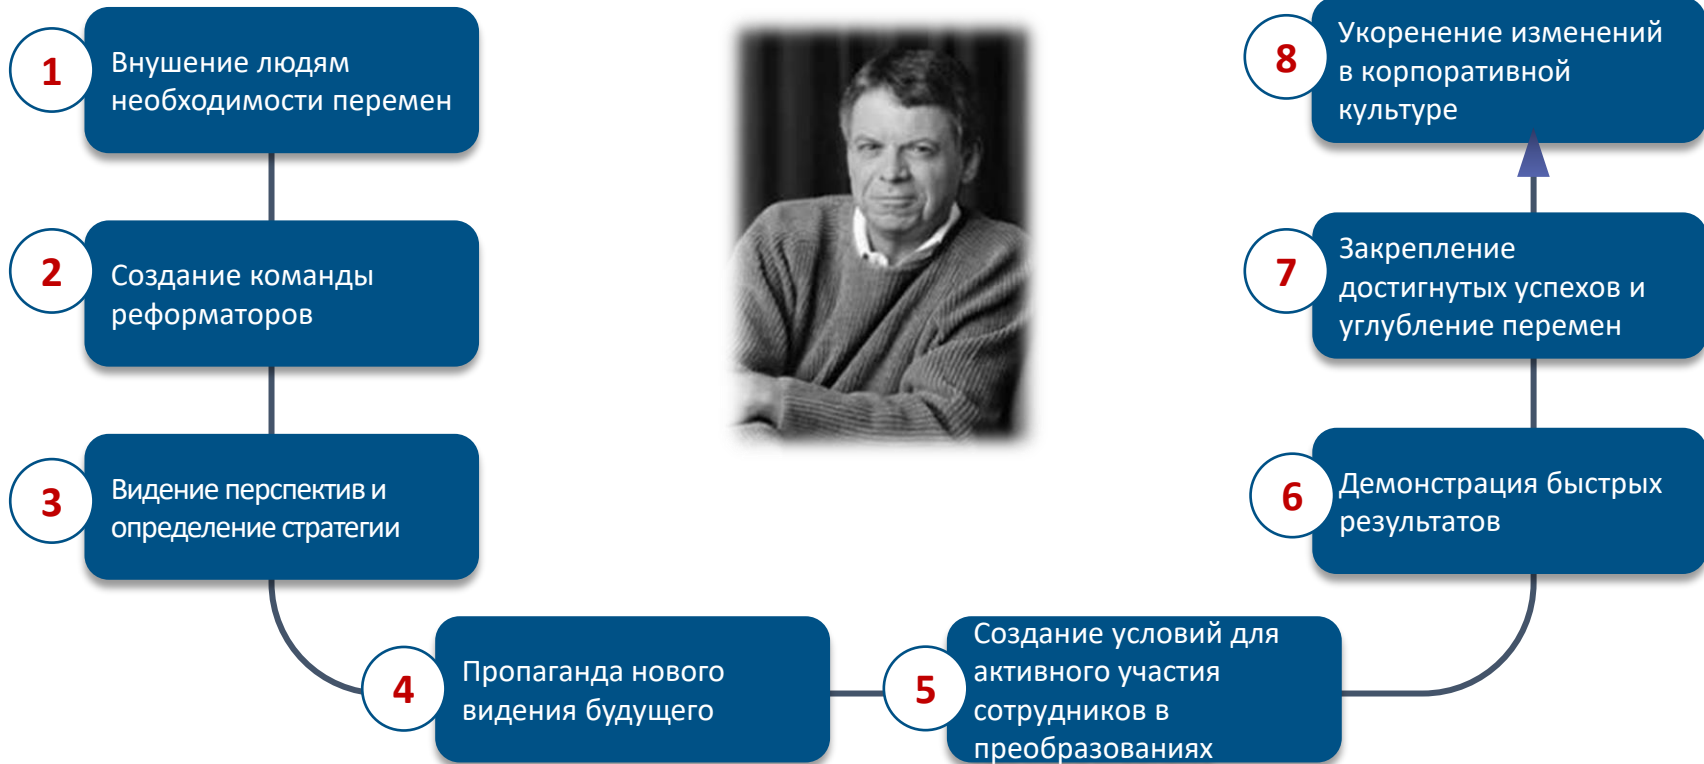 1
Внушение людям
необходимости перемен
2
Создание команды
реформаторов
3
Видение перспектив и
определение стратегии
4
Пропаганда нового
видения будущего
5
Создание условий для
активного участия
сотрудников в
преобразованиях
6
Демонстрация быстрых
результатов
7
Закрепление
достигнутых успехов и
углубление перемен
8
Укоренение изменений
в корпоративной
культуре